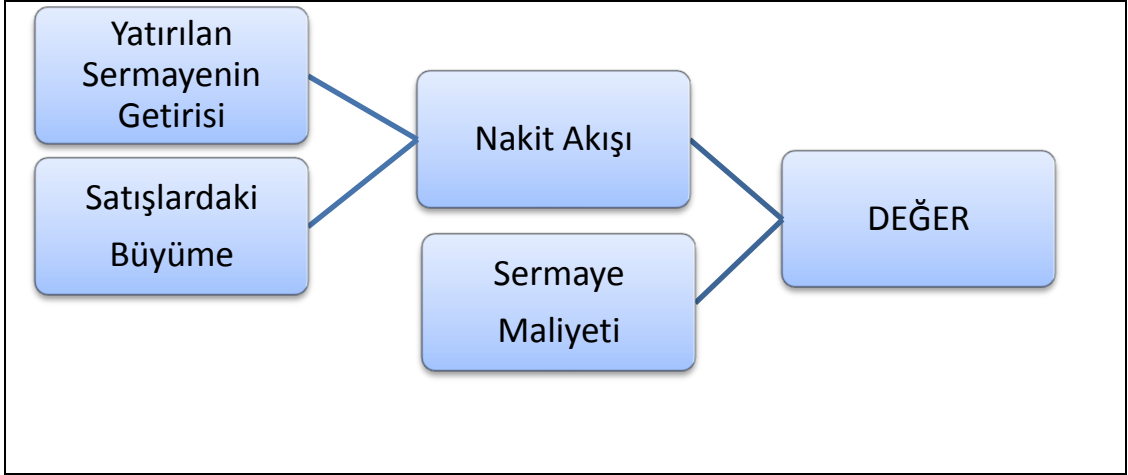 Yatırılan
Sermayenin
Getirisi
Satışlardaki
Büyüme
Nakit Akışı
Sermaye
Maliyeti
DEĞER